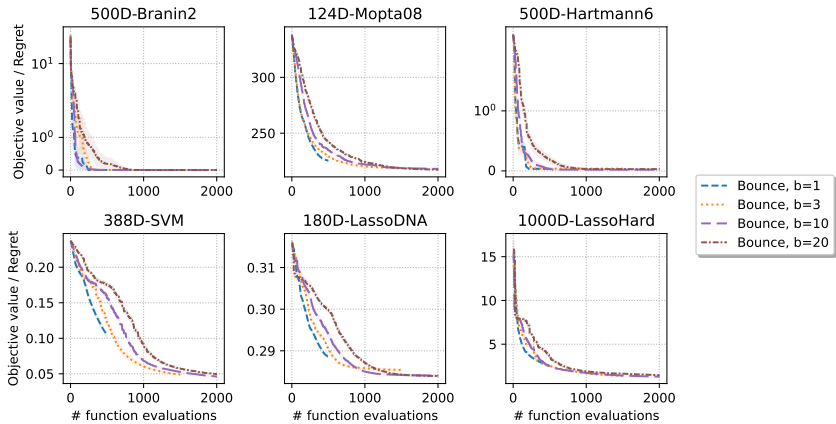 500D-Branin2
124D-Mopta08
500D-Hartmann6
Objective value / Regret
10¹
10⁰
0
300
250
10⁰
0
0 1000 2000
0 1000 2000
0 1000 2000
Bounce, b=1
Bounce, b=3
Bounce, b=10
Bounce, b=20
388D-SVM
180D-LassoDNA
1000D-LassoHard
Objective value / Regret
0.20
0.15
0.10
0.05
0.31
0.30
0.29
15
10
5
0 1000 2000
0 1000 2000
0 1000 2000
# function evaluations
# function evaluations
# function evaluations